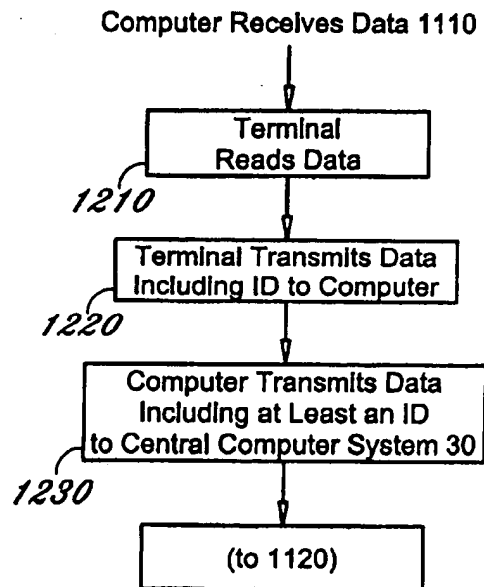 Computer Receives Data 1110
Terminal
Reads Data
1210
Terminal Transmits Data
Including ID to Computer
1220
Computer Transmits Data
Including at Least an ID
to Central Computer System 30
1230
(to 1120)